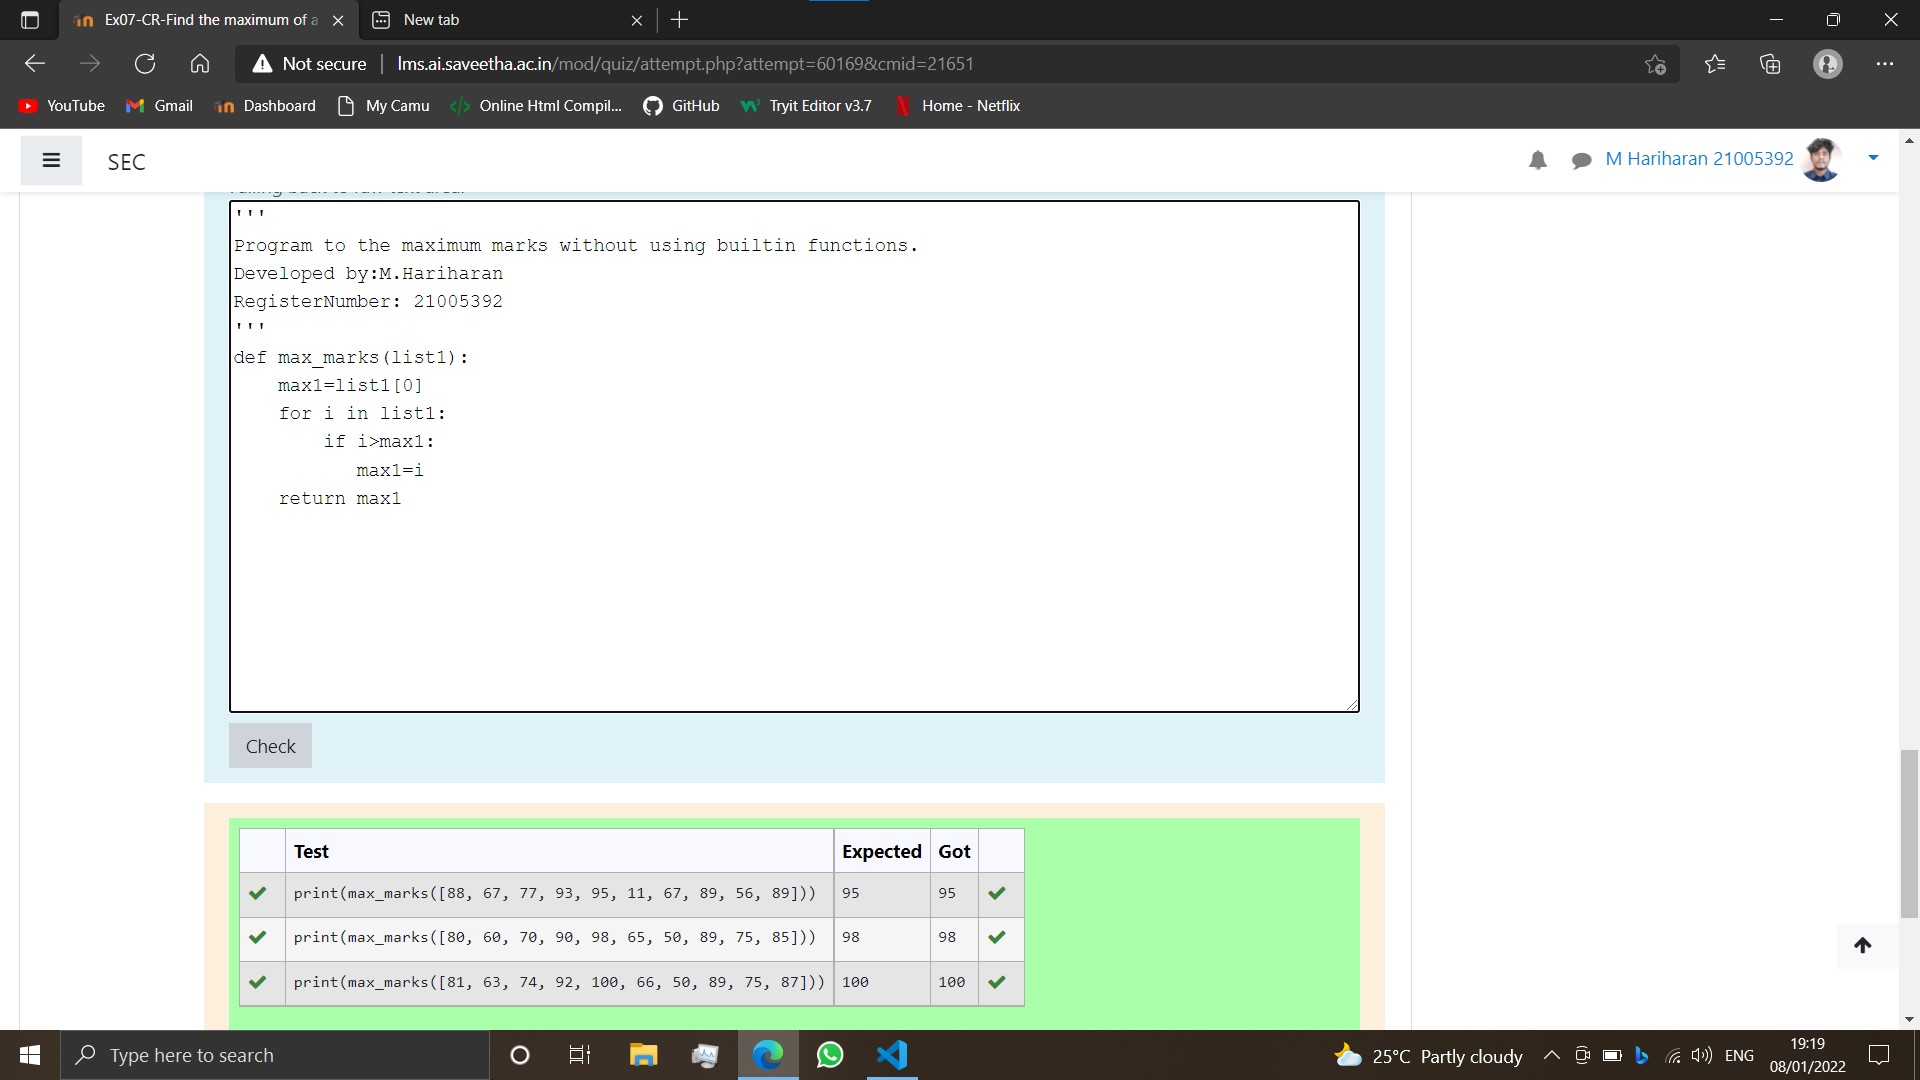 Ex07-CR-Find the maximum of a
New tab
Not secure
lms.ai.saveetha.ac.in/mod/quiz/attempt.php?attempt=60169&cmid=21651
YouTube
Gmail
Dashboard
My Camu
Online Html Compil...
GitHub
Tryit Editor v3.7
Home - Netflix
SEC
M Hariharan 21005392
'''
Program to the maximum marks without using builtin functions.
Developed by:M.Hariharan
RegisterNumber: 21005392
'''
def max_marks(list1):
    max1=list1[0]
    for i in list1:
        if i>max1:
           max1=i
    return max1
Check
Test Expected Got
print(max_marks([88, 67, 77, 93, 95, 11, 67, 89, 56, 89])) 95 95
print(max_marks([80, 60, 70, 90, 98, 65, 50, 89, 75, 85])) 98 98
print(max_marks([81, 63, 74, 92, 100, 66, 50, 89, 75, 87])) 100 100
Type here to search
25°C Partly cloudy
ENG
19:19
08/01/2022